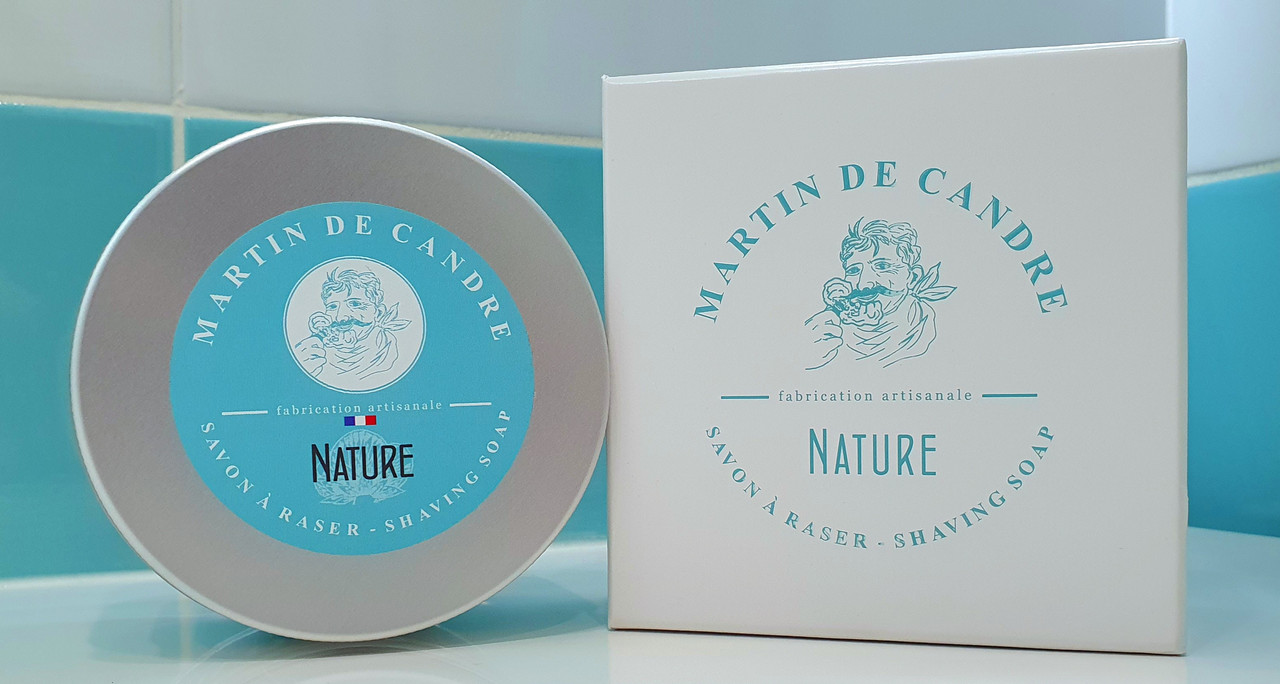 MARTIN DE CANDRE
fabrication artisanale
NATURE
SAVON À RASER - SHAVING SOAP
MARTIN DE CANDRE
fabrication artisanale
NATURE
SAVON À RASER - SHAVING SOAP